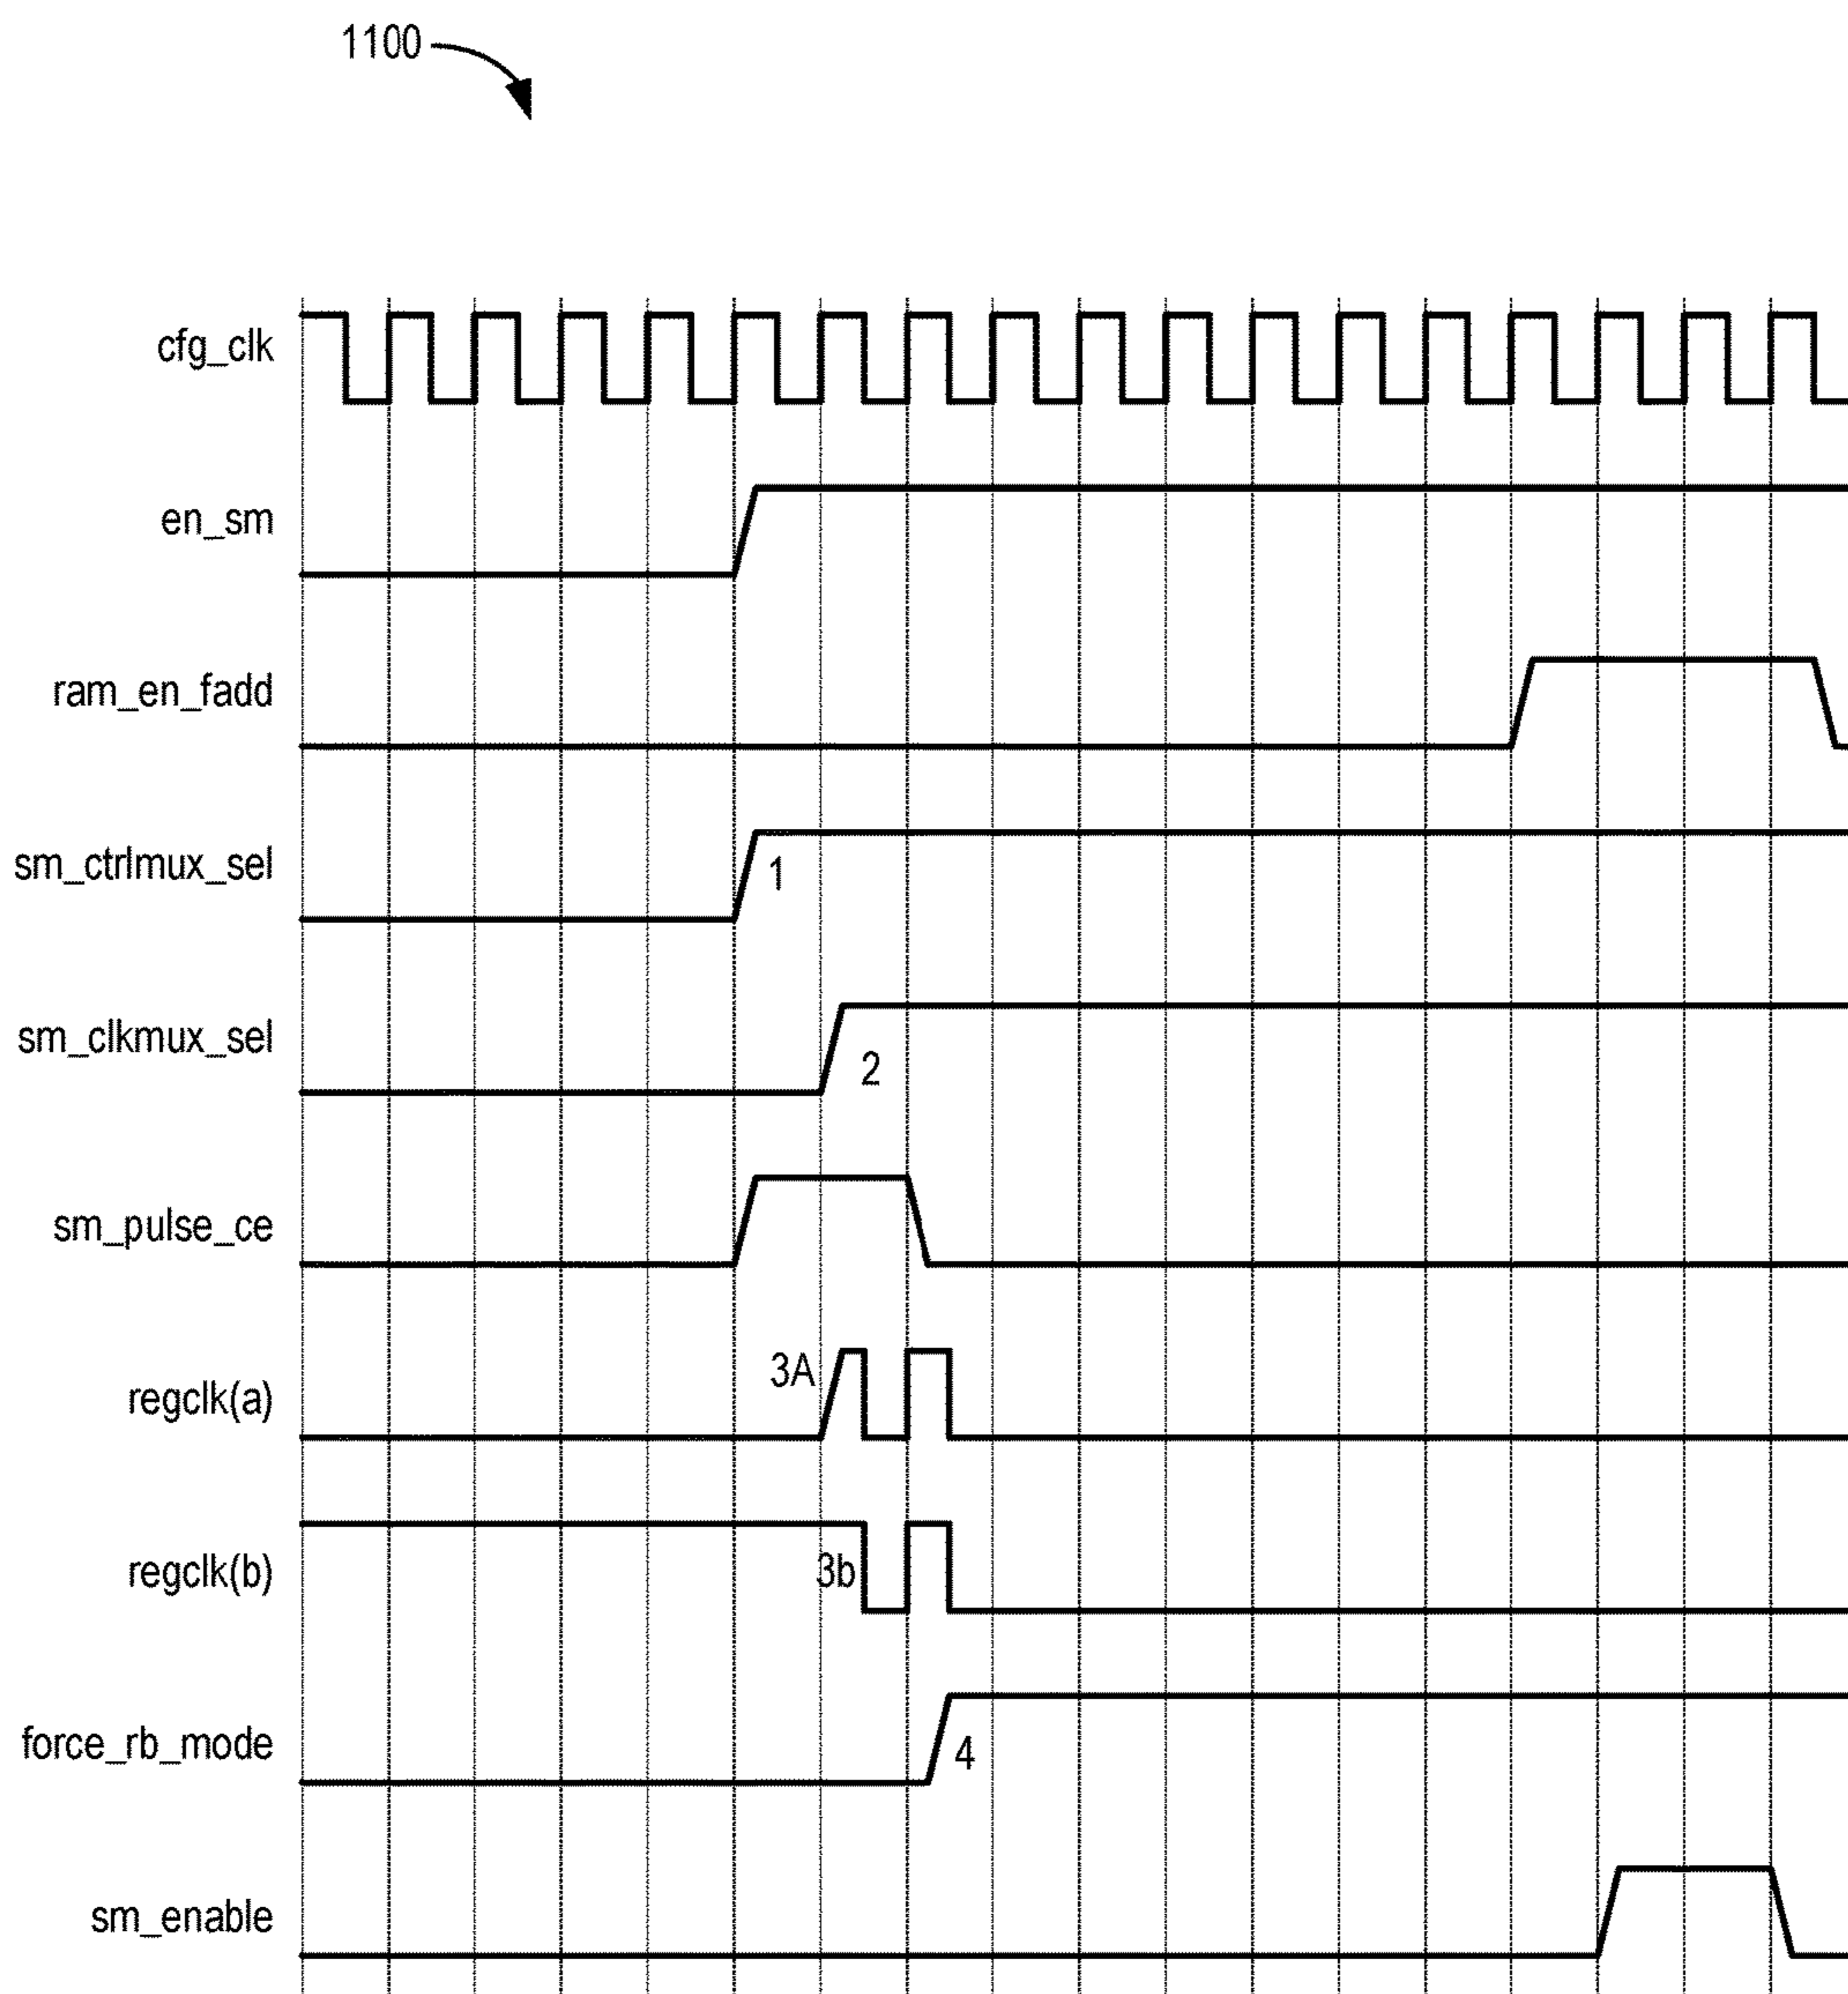 1100
cfg_clk
en_sm
ram_en_fadd
sm_ctrlmux_sel
1
sm_clkmux_sel
2
sm_pulse_ce
3A
regclk(a)
regclk(b)
3b
force_rb_mode
4
sm_enable